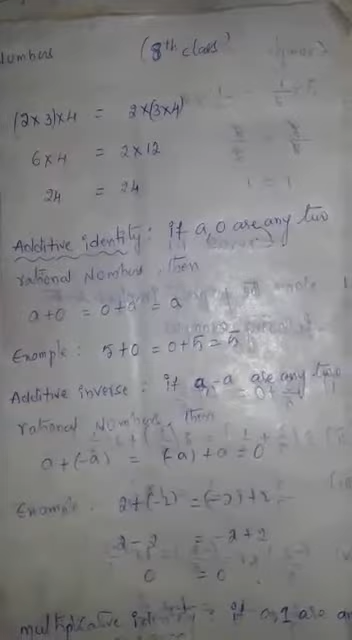 Numbers (8th class)
(2×3)×4 = 2×(3×4)
6×4 = 2×12
24 = 24
Additive identity: if a,0 are any two
rational Numbers. Then
a+0 = 0+a = a
Example: 5+0 = 0+5 = 5
Additive inverse: if a,-a are any two
rational Numbers, Then
a+(-a) = (-a)+a = 0
Example: 2+(-2) = (-2)+2
2-2 = -2+2
0 = 0
multiplicative identity: if a,1 are